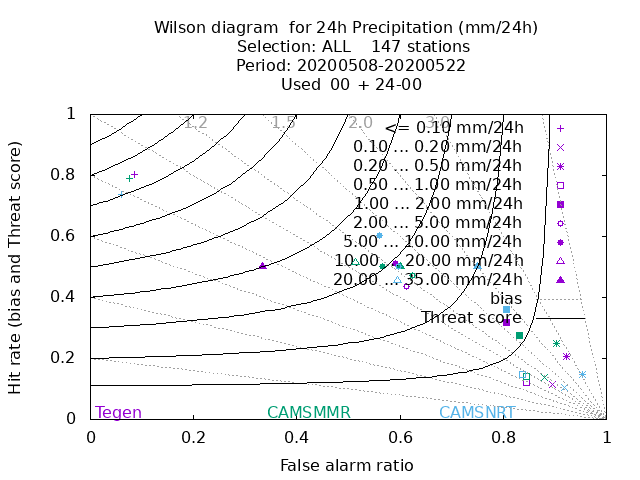 Wilson diagram  for 24h Precipitation (mm/24h)
Selection: ALL    147 stations
Period: 20200508-20200522
Used  00 + 24-00
1.2 1.5 2.0 3.0
<= 0.10 mm/24h
0.10 ... 0.20 mm/24h
0.20 ... 0.50 mm/24h
0.50 ... 1.00 mm/24h
1.00 ... 2.00 mm/24h
2.00 ... 5.00 mm/24h
5.00 ... 10.00 mm/24h
10.00 ... 20.00 mm/24h
20.00 ... 35.00 mm/24h
bias
Threat score
Hit rate (bias and Threat score)
1
0.8
0.6
0.4
0.2
0
Tegen CAMSMMR CAMSNRT
0 0.2 0.4 0.6 0.8 1
False alarm ratio